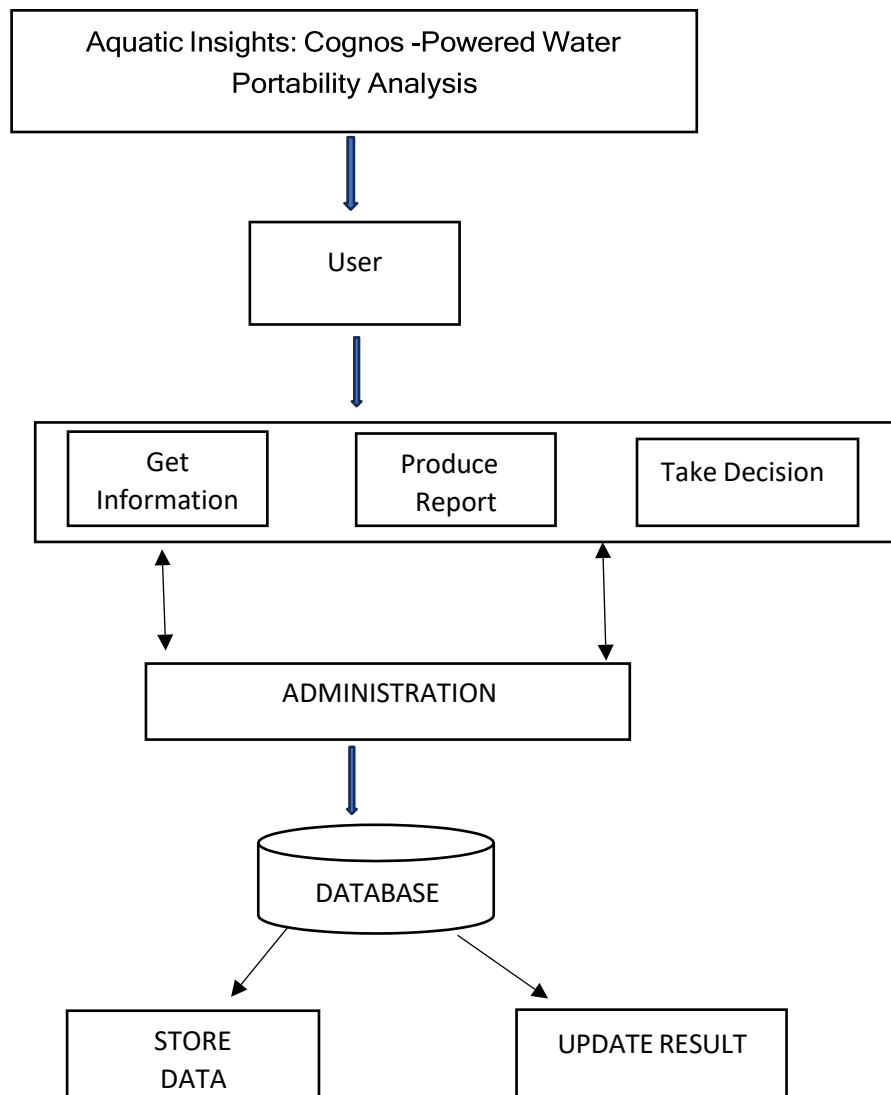 Aquatic Insights: Cognos -Powered Water
Portability Analysis
User
Get
Information
Produce
Report
Take Decision
ADMINISTRATION
DATABASE
STORE
DATA
UPDATE RESULT